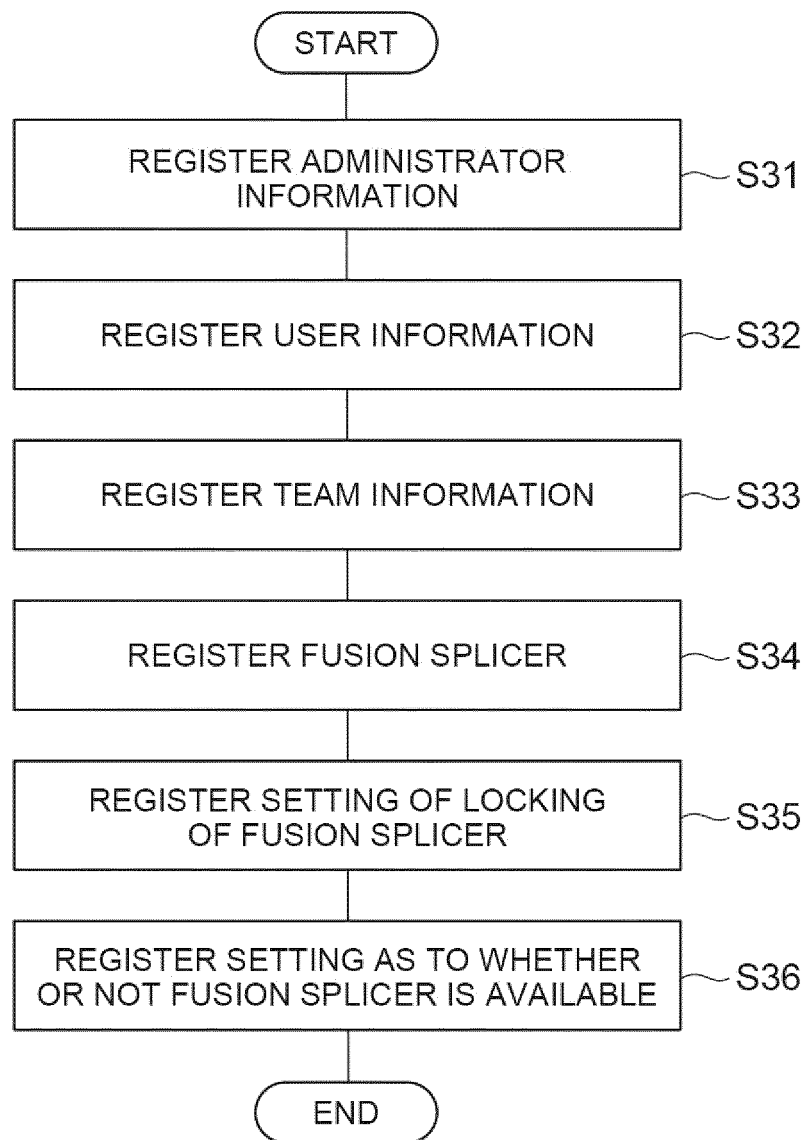 START
REGISTER ADMINISTRATOR
INFORMATION
S31
REGISTER USER INFORMATION
S32
REGISTER TEAM INFORMATION
S33
REGISTER FUSION SPLICER
S34
REGISTER SETTING OF LOCKING
OF FUSION SPLICER
S35
REGISTER SETTING AS TO WHETHER
OR NOT FUSION SPLICER IS AVAILABLE
S36
END